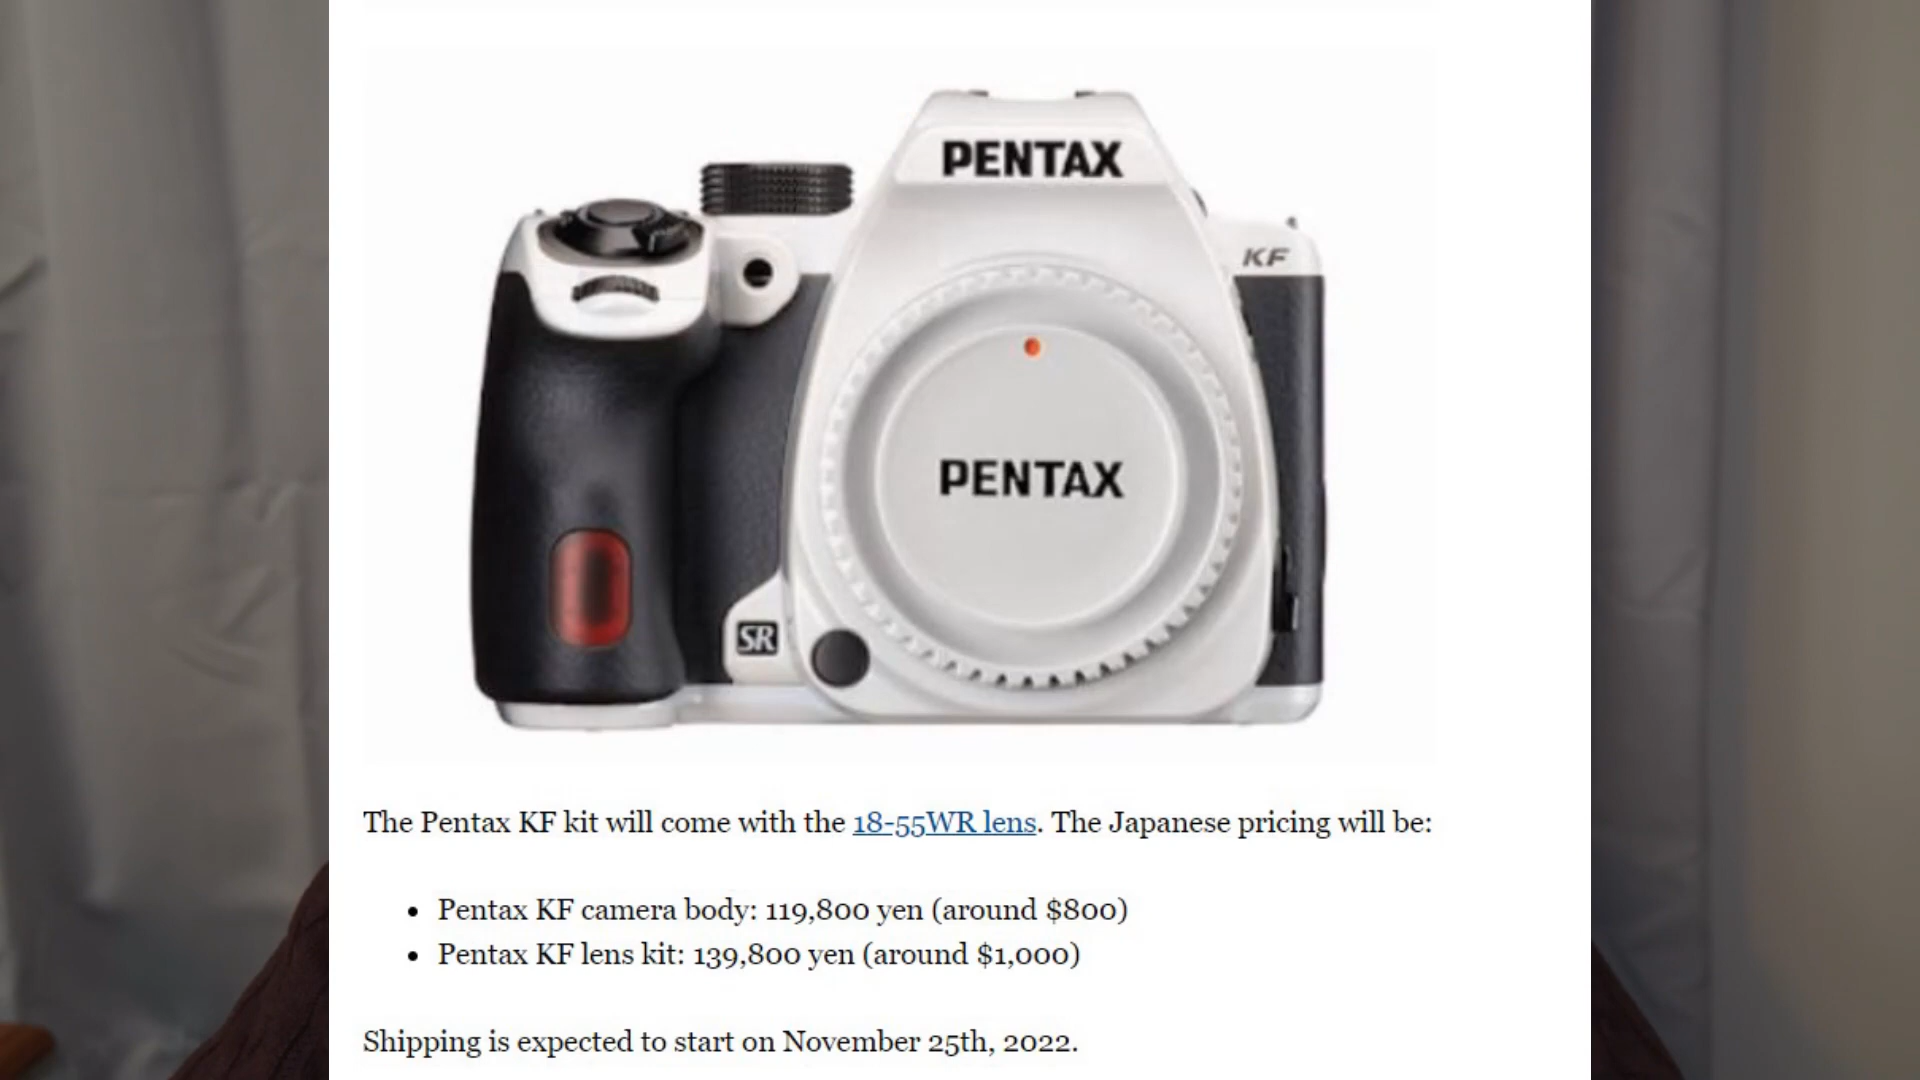 PENTAX
KF
PENTAX
SR
The Pentax KF kit will come with the 18-55WR lens. The Japanese pricing will be:
• Pentax KF camera body: 119,800 yen (around $800)
• Pentax KF lens kit: 139,800 yen (around $1,000)
Shipping is expected to start on November 25th, 2022.